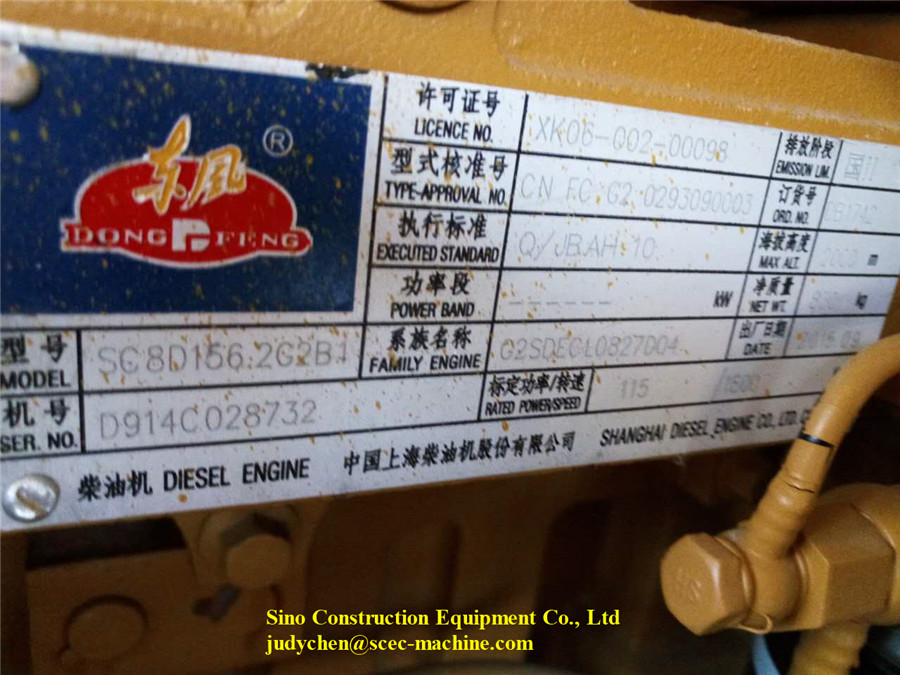 东风 ®
DONG FENG
许可证号
LICENCE NO.
XK06-002-00098
排放阶段
EMISSION LIM.
国II
型式核准号
TYPE-APPROVAL NO.
CN FC G2 0293090003
订货号
ORD. NO.
执行标准
EXECUTED STANDARD
Q/JBAH 10
海拔高度
MAX ALT.
m
功率段
POWER BAND
------ kW
净质量
NET WT.
kg
型号
MODEL
SC8D156.2G2B1
系族名称
FAMILY ENGINE
出厂日期
DATE
机号
SER. NO.
D914C028732
标定功率/转速
RATED POWER/SPEED
115 /
柴油机 DIESEL ENGINE 中国上海柴油机股份有限公司 SHANGHAI DIESEL ENGINE CO., LTD.
Sino Construction Equipment Co., Ltd
judychen@scec-machine.com